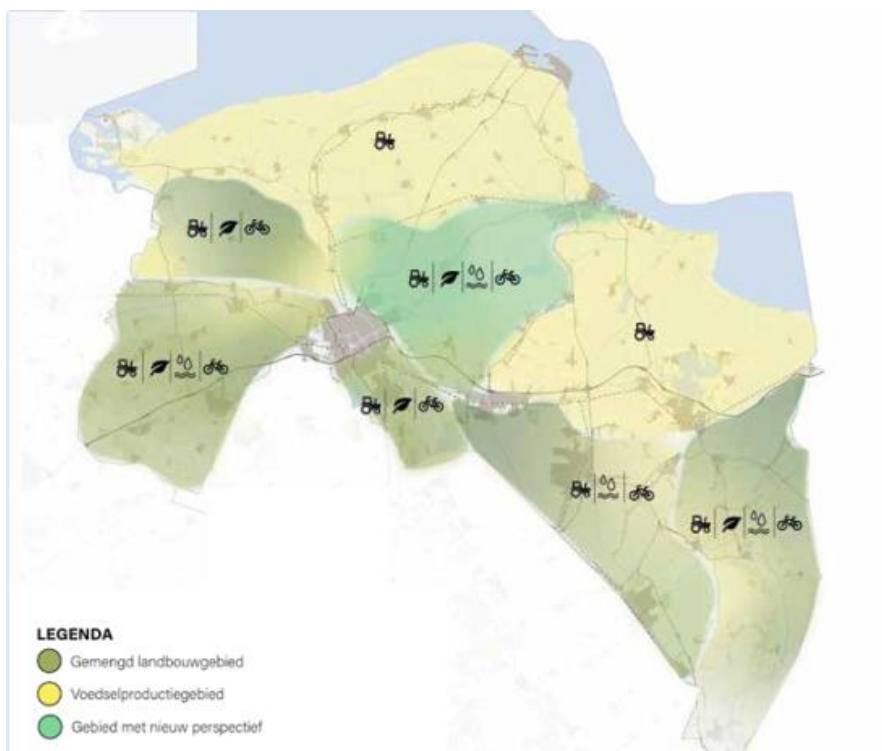 LEGENDA
Gemengd landbouwgebied
Voedselproductiegebied
Gebied met nieuw perspectief